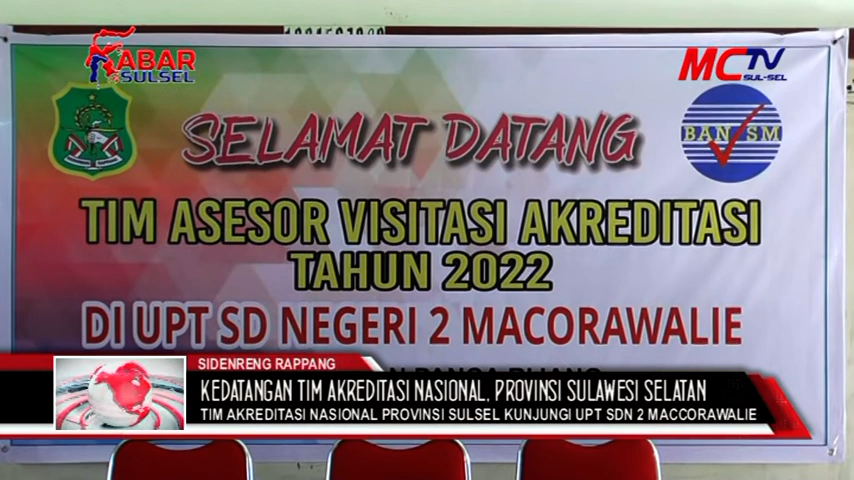 KABAR
SULSEL
MCTV
SUL-SEL
SELAMAT DATANG
BAN SM
TIM ASESOR VISITASI AKREDITASI
TAHUN 2022
DI UPT SD NEGERI 2 MACORAWALIE
SIDENRENG RAPPANG
KEDATANGAN TIM AKREDITASI NASIONAL, PROVINSI SULAWESI SELATAN
TIM AKREDITASI NASIONAL PROVINSI SULSEL KUNJUNGI UPT SDN 2 MACCORAWALIE